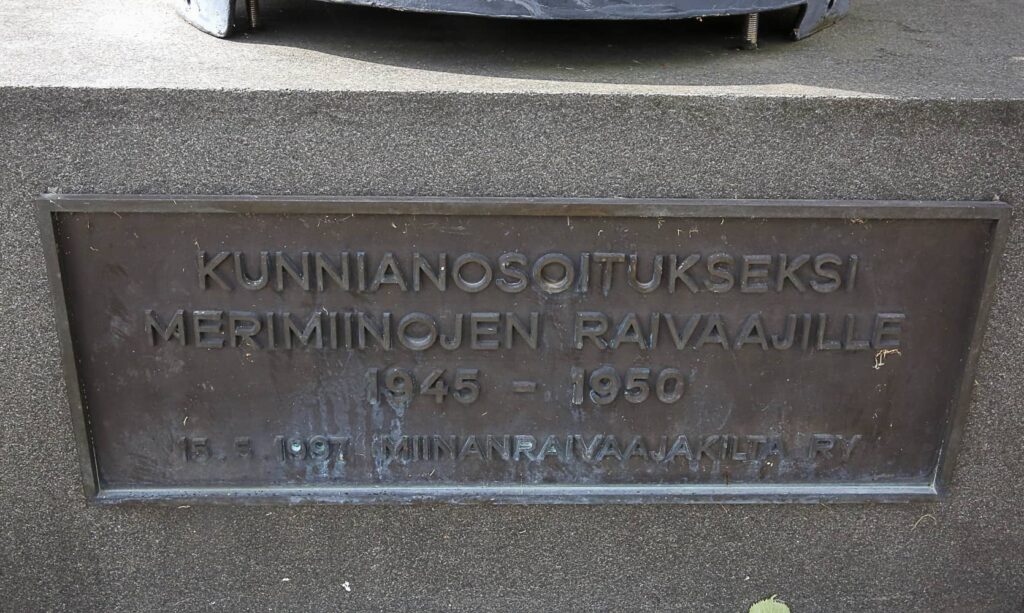 KUNNIANOSOITUKSEKSI
MERIMIINOJEN RAIVAAJILLE
1945 – 1950
15. 5. 1997 MIINANRAIVAAJAKILTA RY